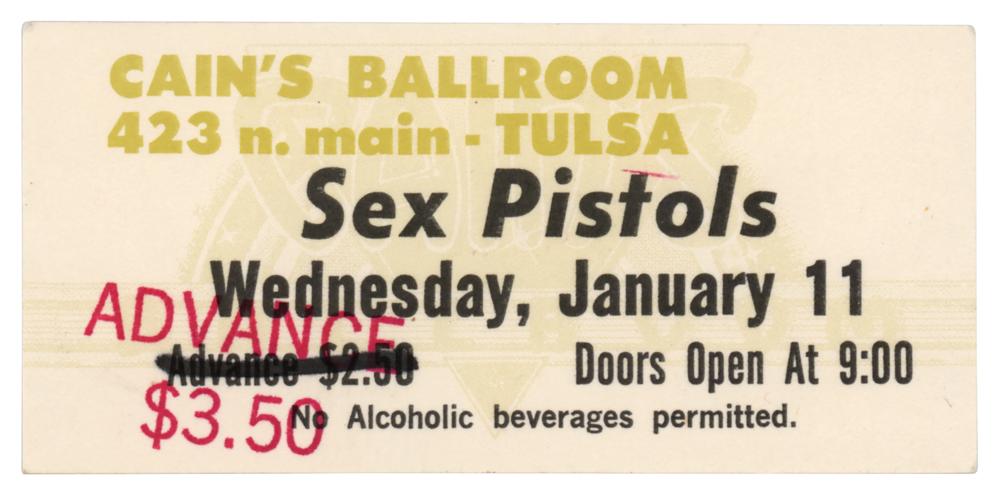 CAIN'S BALLROOM
423 n. main - TULSA
Sex Pistols
Wednesday, January 11
ADVANCE
Advance $2.50
Doors Open At 9:00
$3.50
No Alcoholic beverages permitted.